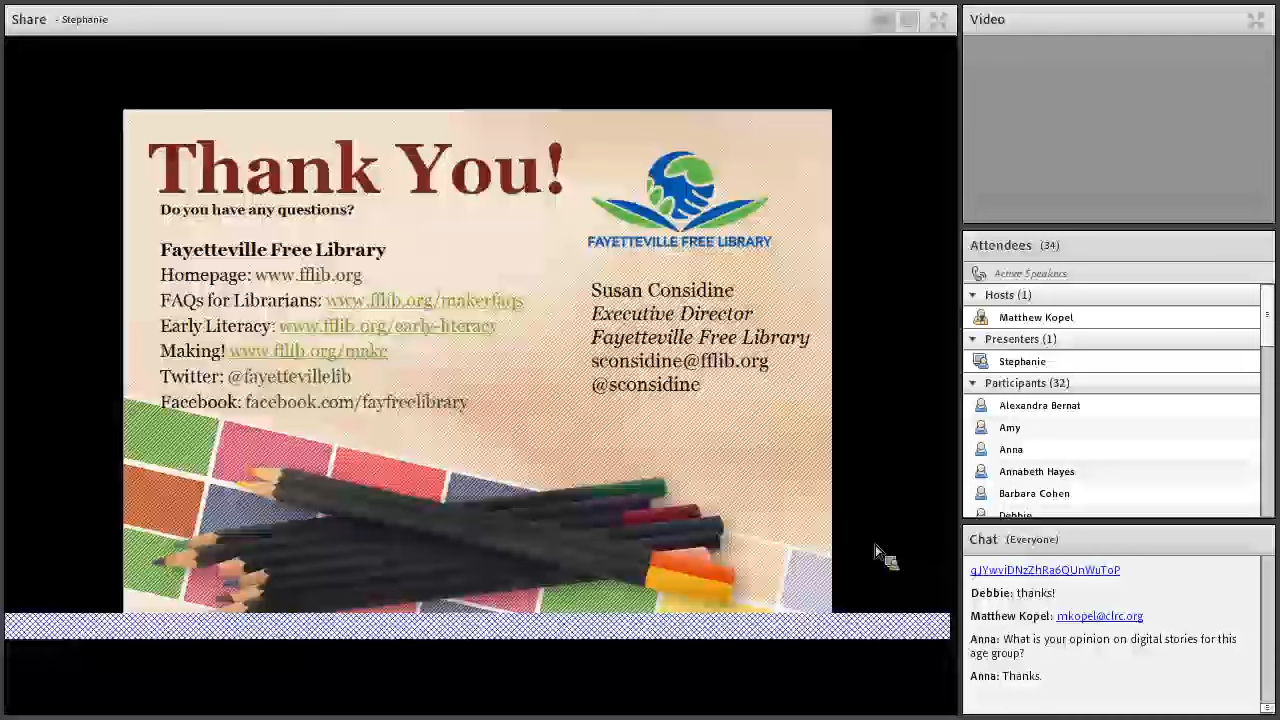 Share - Stephanie
Thank You!
Do you have any questions?
Fayetteville Free Library
Homepage: www.fflib.org
FAQs for Librarians: www.fflib.org/makerfaqs
Early Literacy: www.fflib.org/early-literacy
Making! www.fflib.org/make
Twitter: @fayettevillelib
Facebook: facebook.com/fayfreelibrary
FAYETTEVILLE FREE LIBRARY
Susan Considine
Executive Director
Fayetteville Free Library
sconsidine@fflib.org
@sconsidine
Video
Attendees (34)
Active Speakers
Hosts (1)
Matthew Kopel
Presenters (1)
Stephanie
Participants (32)
Alexandra Bernat
Amy
Anna
Annabeth Hayes
Barbara Cohen
Debbie
Chat (Everyone)
qJYwviDNzZhRa6QUnWuToP
Debbie: thanks!
Matthew Kopel: mkopel@clrc.org
Anna: What is your opinion on digital stories for this
age group?
Anna: Thanks.